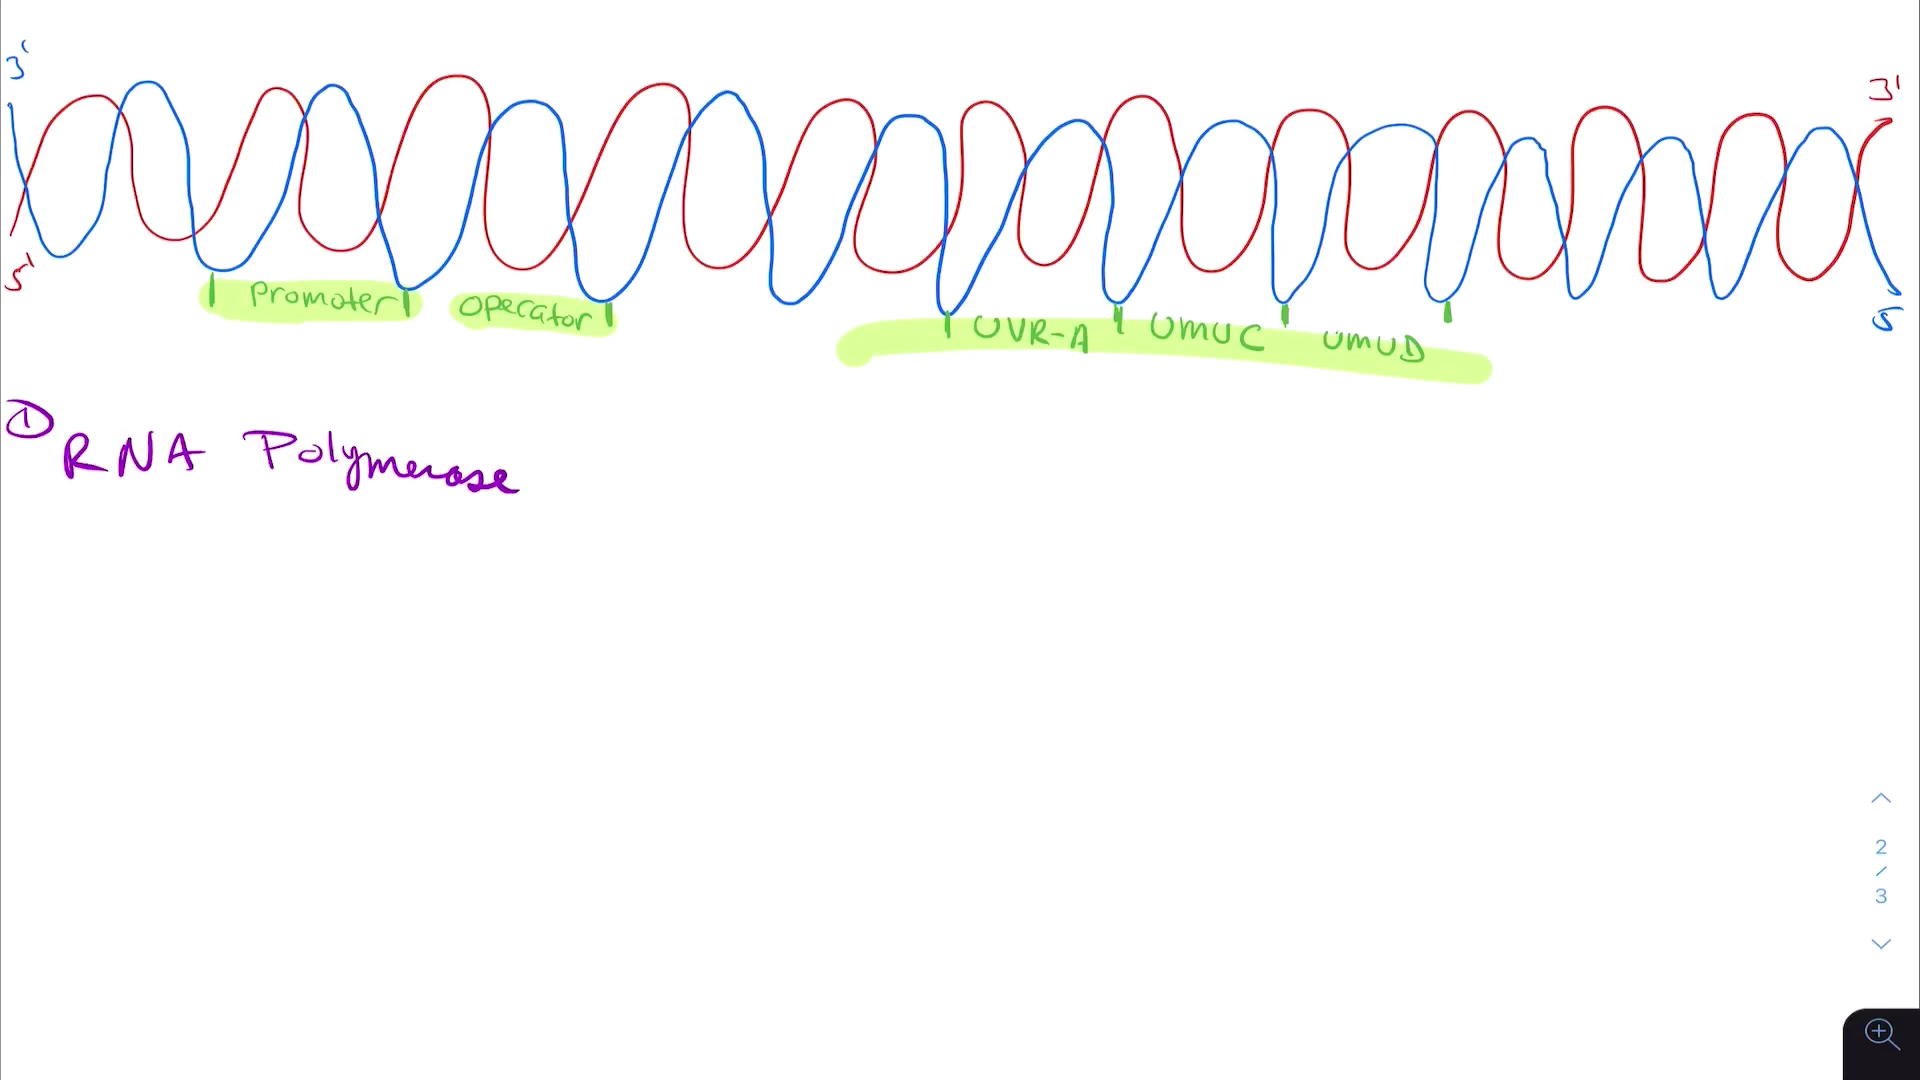 3'
3'
5'
5
Promoter
operator
UVR-A
UMUC
UMUD
① RNA Polymerase
2
/
3